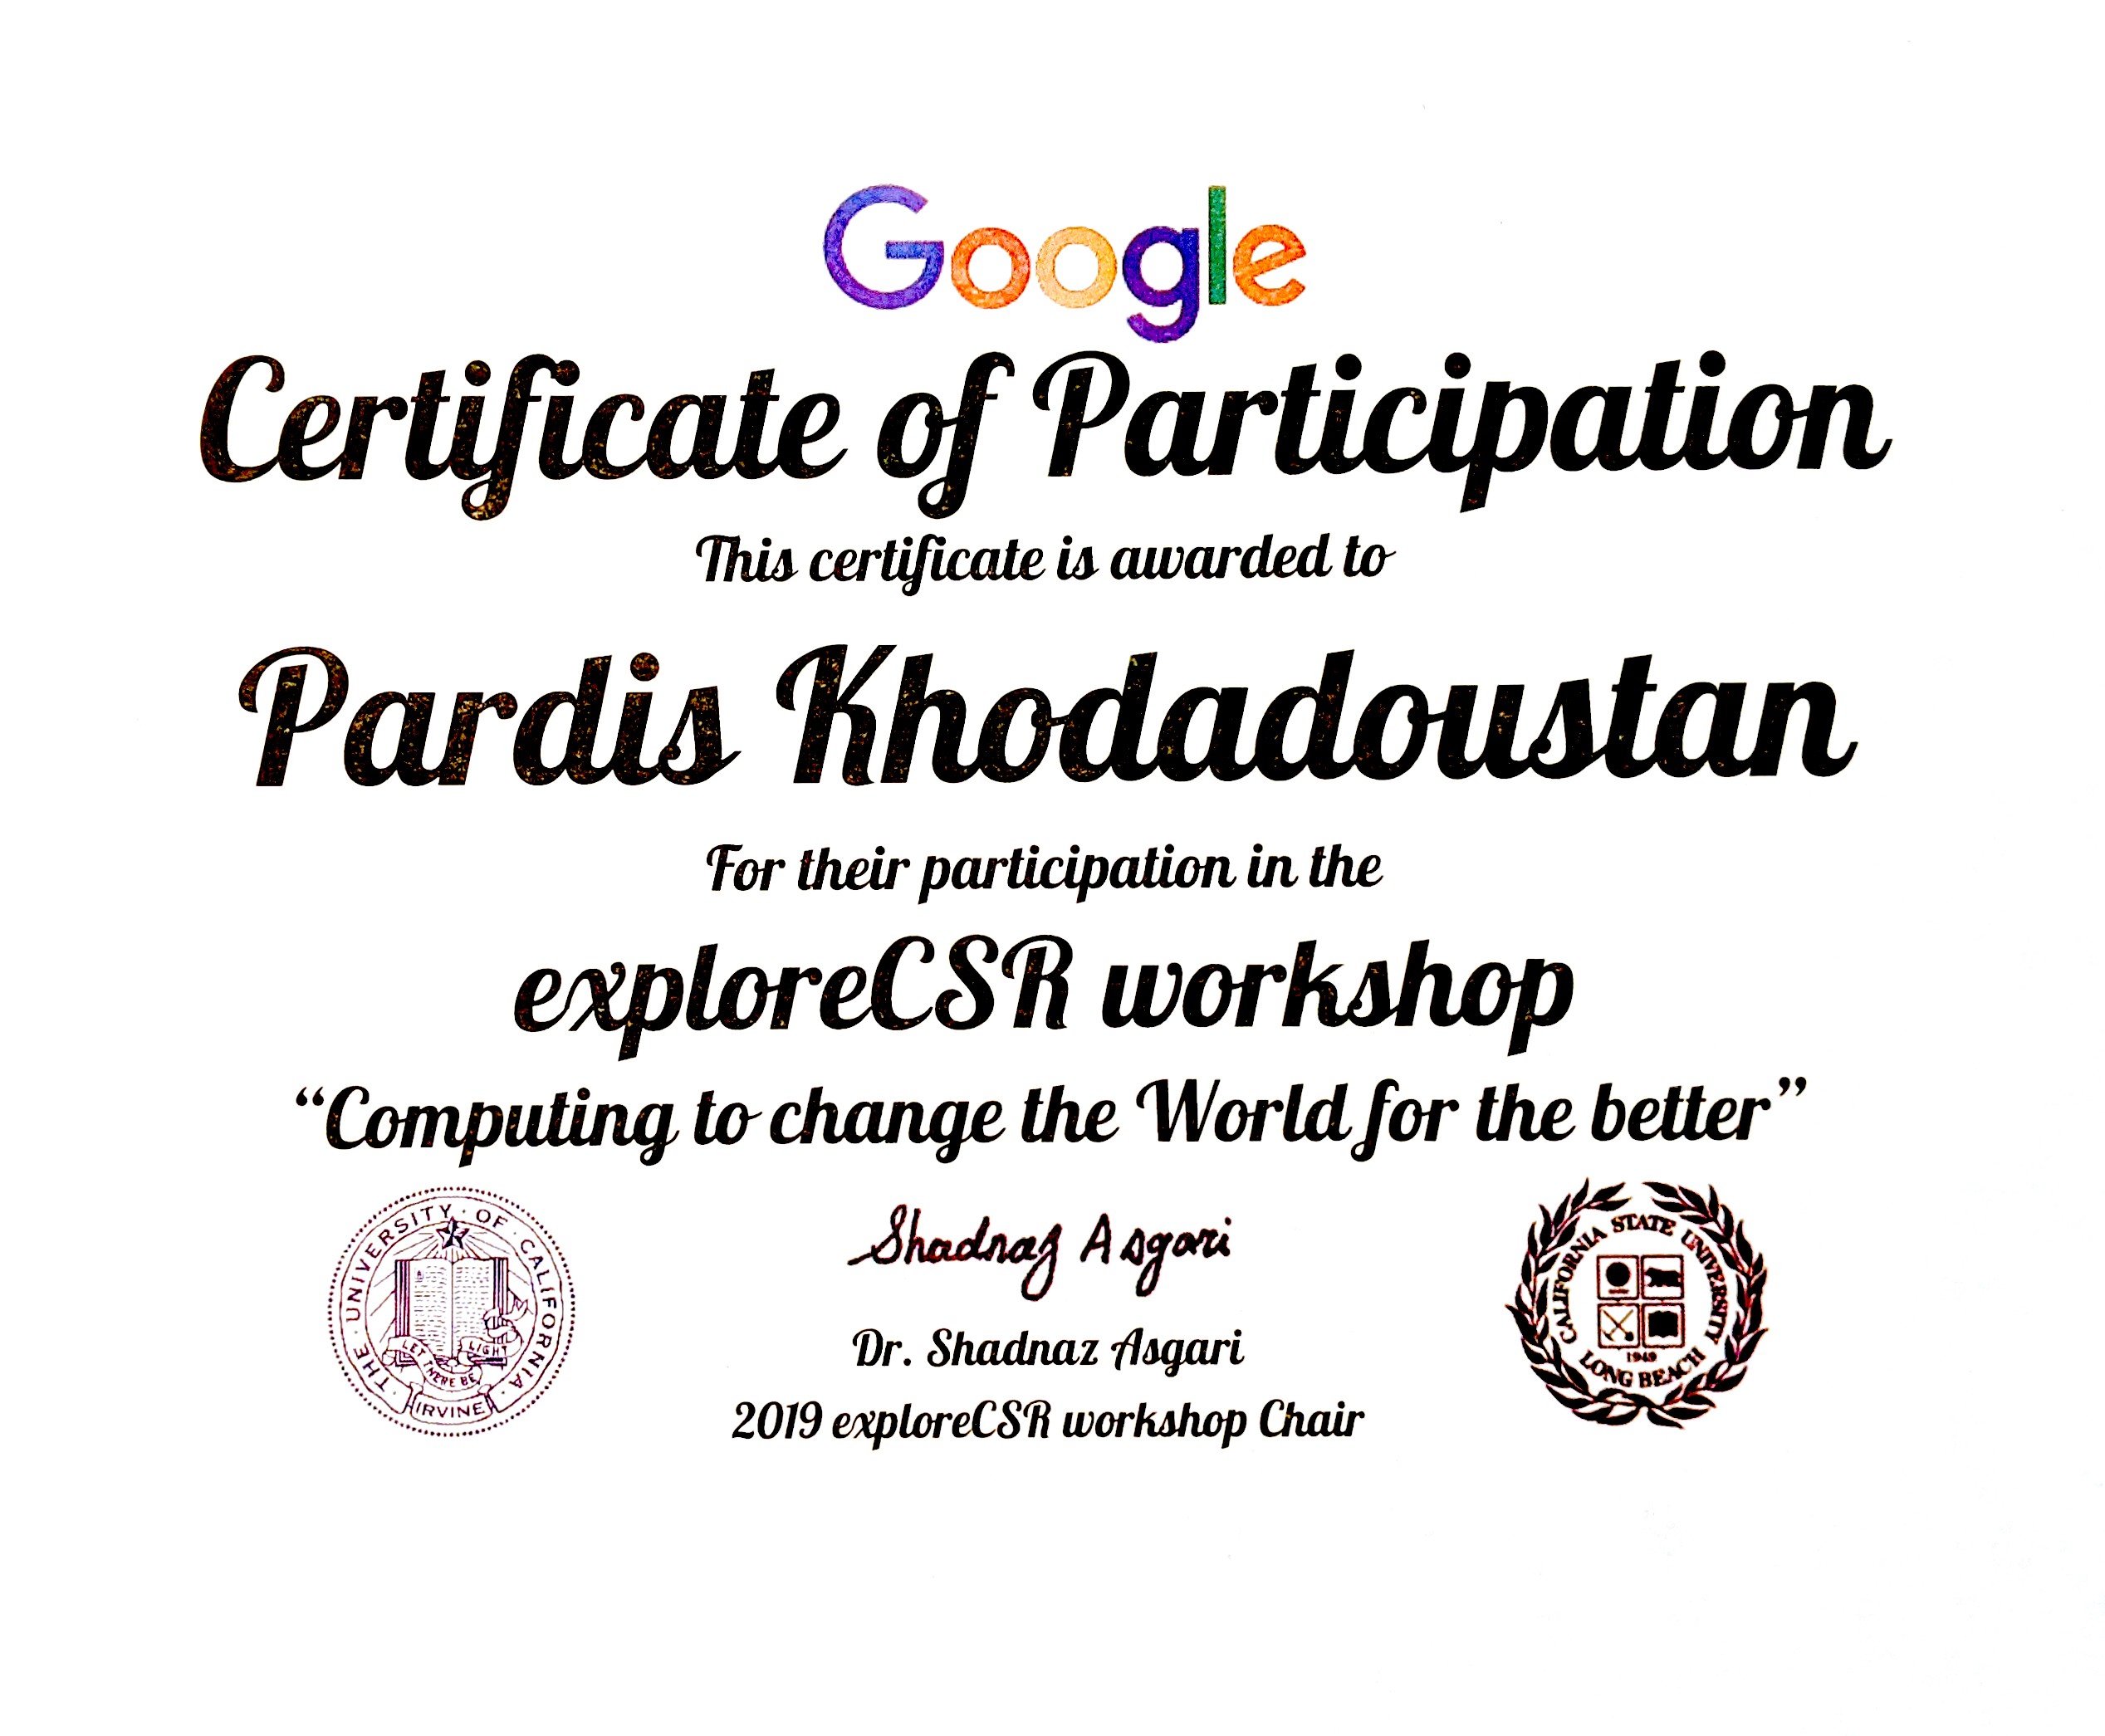 Google
Certificate of Participation
This certificate is awarded to
Pardis Khodadoustan
For their participation in the
exploreCSR workshop
“Computing to change the World for the better”
· THE · UNIVERSITY · OF · CALIFORNIA ·
LET THERE BE LIGHT
IRVINE
Shadnaz Asgari
Dr. Shadnaz Asgari
2019 exploreCSR workshop Chair
CALIFORNIA STATE UNIVERSITY
1949
LONG BEACH